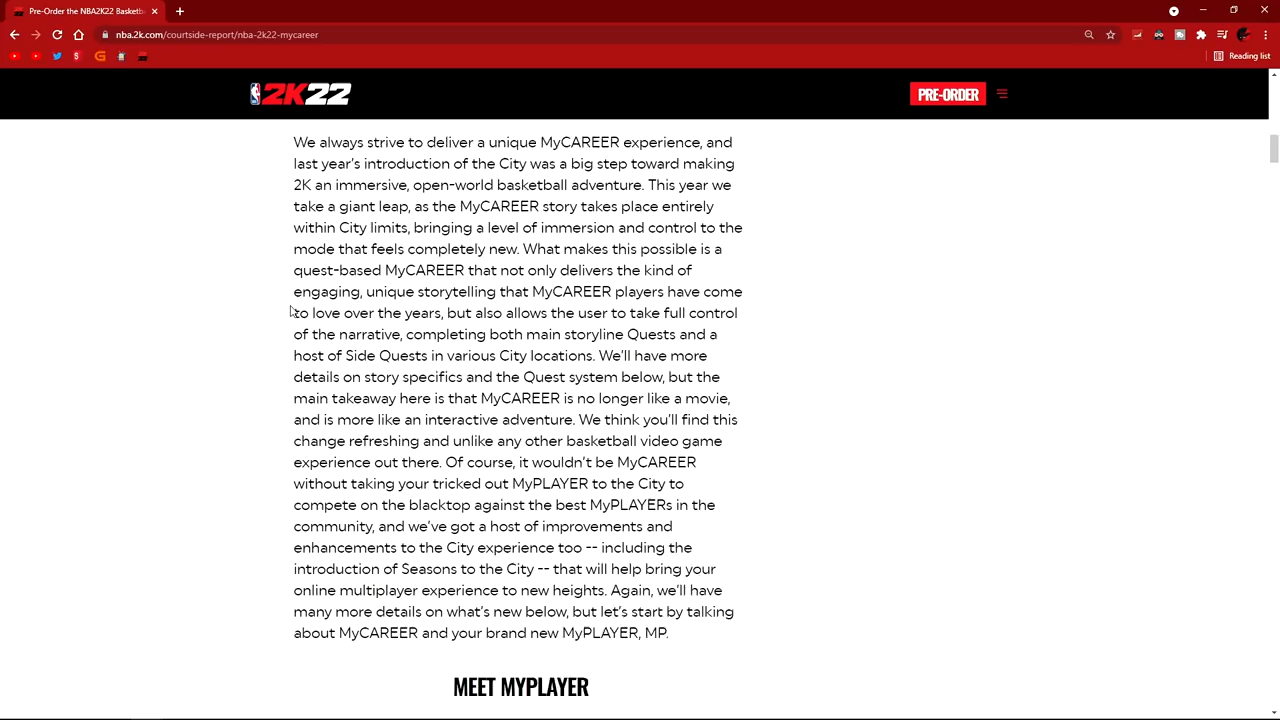 Pre-Order the NBA2K22 Basketb
nba.2k.com/courtside-report/nba-2k22-mycareer
Reading list
2K22
PRE-ORDER
We always strive to deliver a unique MyCAREER experience, and
last year's introduction of the City was a big step toward making
2K an immersive, open-world basketball adventure. This year we
take a giant leap, as the MyCAREER story takes place entirely
within City limits, bringing a level of immersion and control to the
mode that feels completely new. What makes this possible is a
quest-based MyCAREER that not only delivers the kind of
engaging, unique storytelling that MyCAREER players have come
to love over the years, but also allows the user to take full control
of the narrative, completing both main storyline Quests and a
host of Side Quests in various City locations. We'll have more
details on story specifics and the Quest system below, but the
main takeaway here is that MyCAREER is no longer like a movie,
and is more like an interactive adventure. We think you'll find this
change refreshing and unlike any other basketball video game
experience out there. Of course, it wouldn't be MyCAREER
without taking your tricked out MyPLAYER to the City to
compete on the blacktop against the best MyPLAYERs in the
community, and we've got a host of improvements and
enhancements to the City experience too -- including the
introduction of Seasons to the City -- that will help bring your
online multiplayer experience to new heights. Again, we'll have
many more details on what's new below, but let's start by talking
about MyCAREER and your brand new MyPLAYER, MP.
MEET MYPLAYER